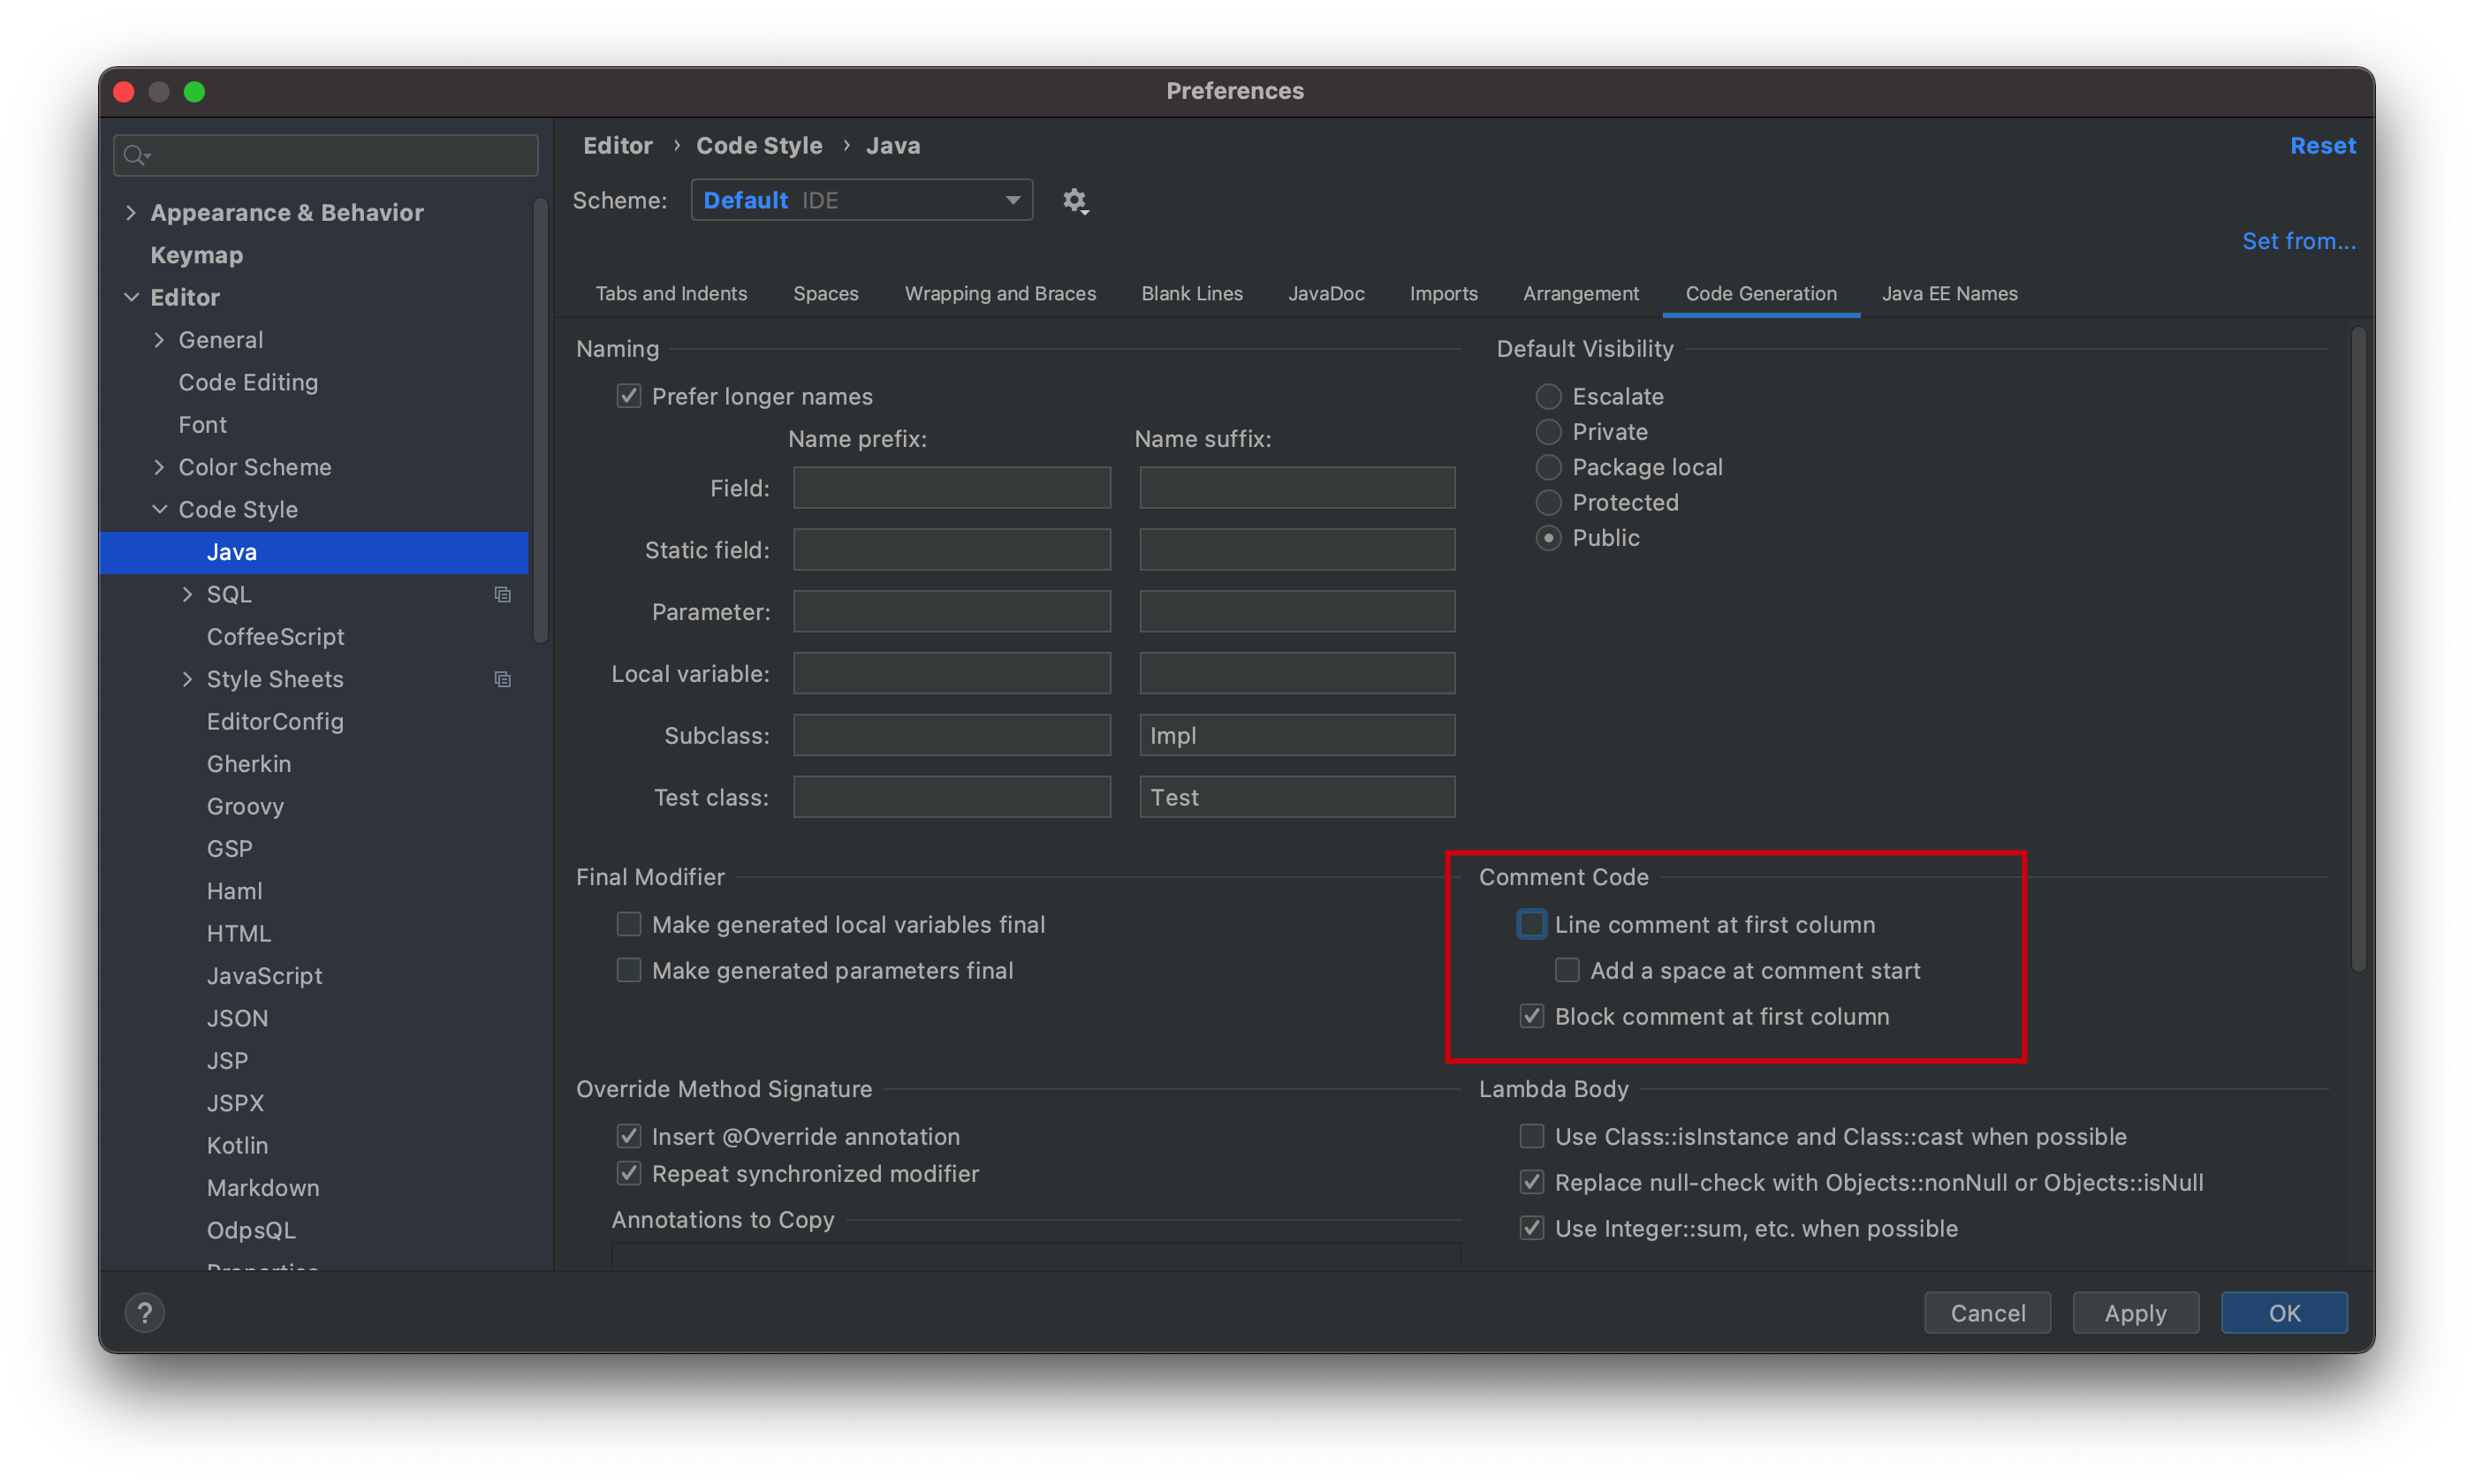 Preferences
Appearance & Behavior
Keymap
Editor
General
Code Editing
Font
Color Scheme
Code Style
Java
SQL
CoffeeScript
Style Sheets
EditorConfig
Gherkin
Groovy
GSP
Haml
HTML
JavaScript
JSON
JSP
JSPX
Kotlin
Markdown
OdpsQL
Properties
Editor › Code Style › Java
Reset
Scheme: Default IDE
Set from...
Tabs and Indents Spaces Wrapping and Braces Blank Lines JavaDoc Imports Arrangement Code Generation Java EE Names
Naming
Prefer longer names
Name prefix: Name suffix:
Field:
Static field:
Parameter:
Local variable:
Subclass: Impl
Test class: Test
Default Visibility
Escalate
Private
Package local
Protected
Public
Final Modifier
Make generated local variables final
Make generated parameters final
Comment Code
Line comment at first column
Add a space at comment start
Block comment at first column
Override Method Signature
Insert @Override annotation
Repeat synchronized modifier
Annotations to Copy
Lambda Body
Use Class::isInstance and Class::cast when possible
Replace null-check with Objects::nonNull or Objects::isNull
Use Integer::sum, etc. when possible
?
Cancel Apply OK